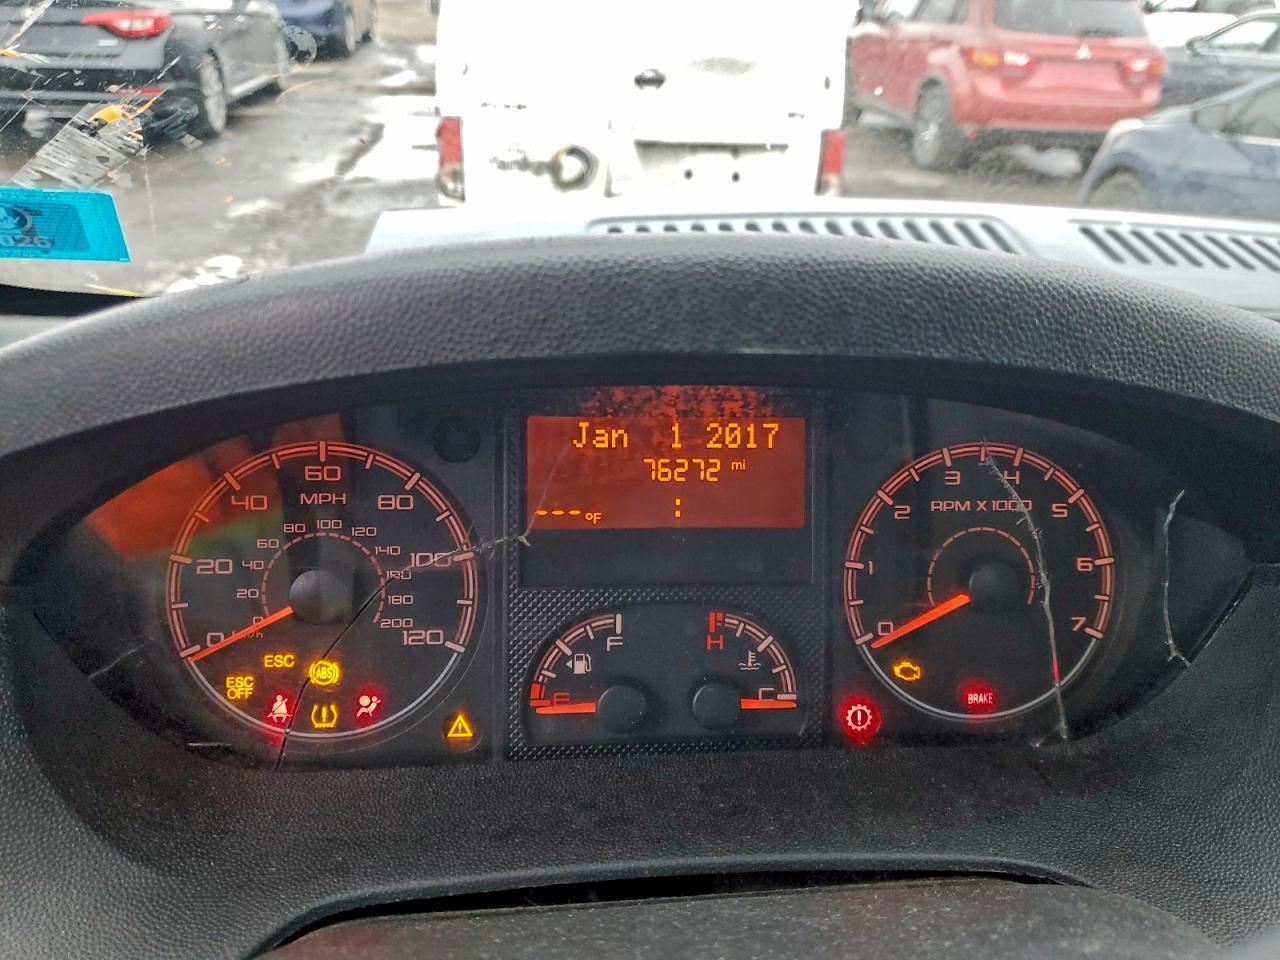 2026
Jan 1 2017
76272 mi
---°F :
0 20 40 60 80 100 120
MPH
0 20 40 60 80 100 120 140 160 180 200
km/h
ESC
ABS
ESC OFF
F
E
H
C
0 1 2 3 4 5 6 7
RPM X 1000
BRAKE